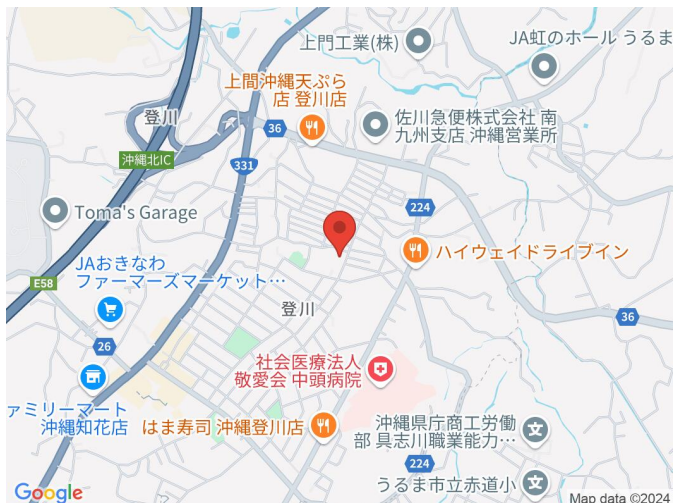 上門工業(株)
JA虹のホール うるま
上間沖縄天ぷら
店 登川店
登川
36
佐川急便株式会社 南
九州支店 沖縄営業所
沖縄北IC
331
224
Toma's Garage
ハイウェイドライブイン
JAおきなわ
ファーマーズマーケット…
E58
登川
36
26
社会医療法人
敬愛会 中頭病院
ァミリーマート
沖縄知花店
はま寿司 沖縄登川店
沖縄県庁商工労働
部 具志川職業能力…
224
うるま市立赤道小
Google
Map data ©2024